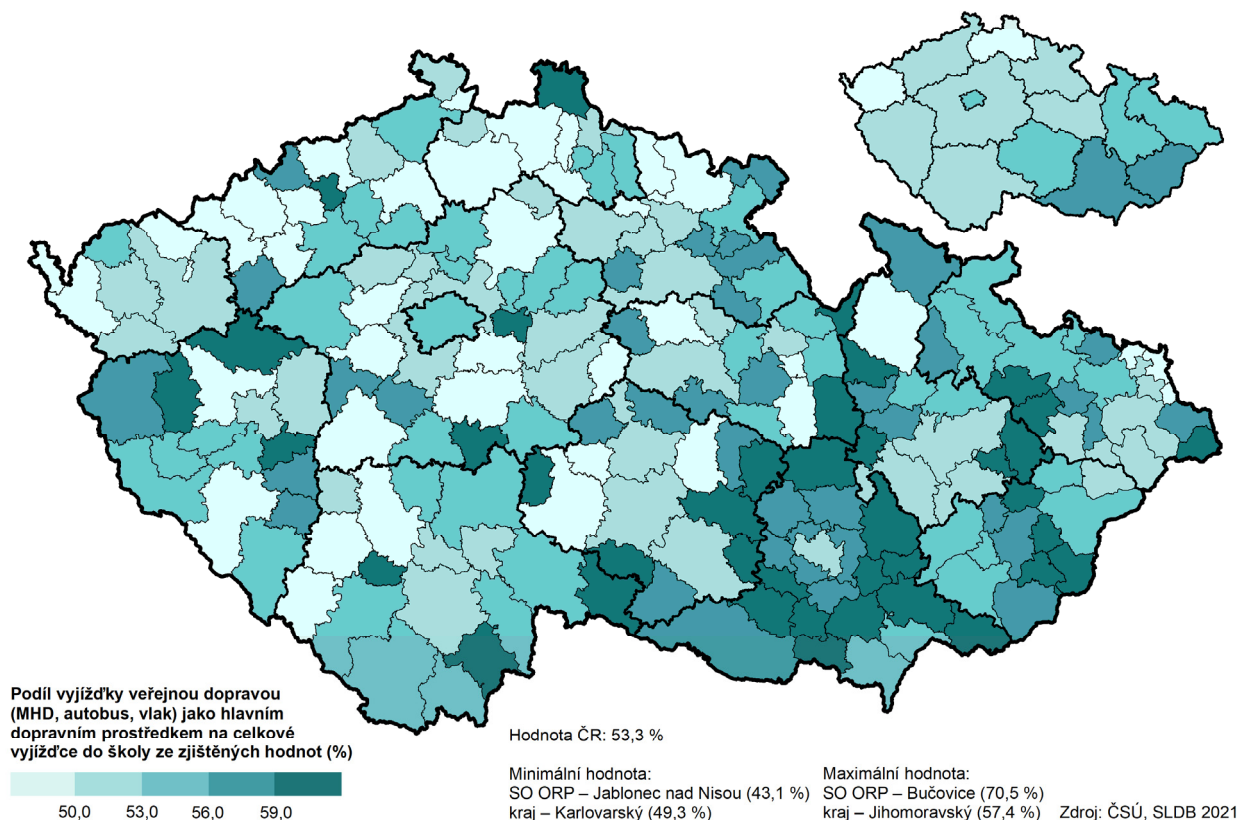 Podíl vyjížďky veřejnou dopravou
(MHD, autobus, vlak) jako hlavním
dopravním prostředkem na celkové
vyjížďce do školy ze zjištěných hodnot (%)
50,0 53,0 56,0 59,0
Hodnota ČR: 53,3 %
Minimální hodnota:
SO ORP – Jablonec nad Nisou (43,1 %)
kraj – Karlovarský (49,3 %)
Maximální hodnota:
SO ORP – Bučovice (70,5 %)
kraj – Jihomoravský (57,4 %)
Zdroj: ČSÚ, SLDB 2021